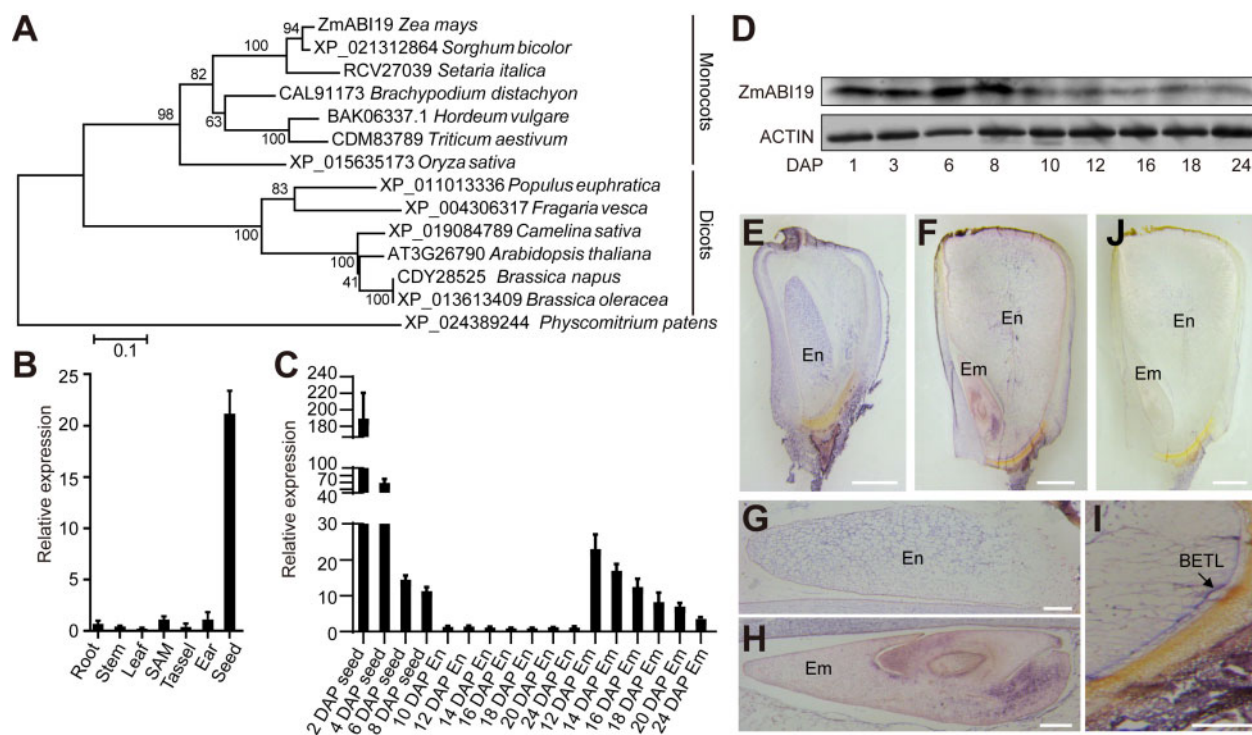 A
ZmABI19 Zea mays
XP_021312864 Sorghum bicolor
RCV27039 Setaria italica
CAL91173 Brachypodium distachyon
BAK06337.1 Hordeum vulgare
CDM83789 Triticum aestivum
XP_015635173 Oryza sativa
XP_011013336 Populus euphratica
XP_004306317 Fragaria vesca
XP_019084789 Camelina sativa
AT3G26790 Arabidopsis thaliana
CDY28525 Brassica napus
XP_013613409 Brassica oleracea
XP_024389244 Physcomitrium patens
94
100
82
63
100
98
83
100
100
41
100
0.1
Monocots
Dicots
B
Relative expression
25
20
15
10
5
0
Root
Stem
Leaf
SAM
Tassel
Ear
Seed
C
Relative expression
240
220
200
180
100
70
40
30
20
10
0
2 DAP seed
4 DAP seed
6 DAP seed
8 DAP seed
10 DAP En
12 DAP En
14 DAP En
16 DAP En
18 DAP En
20 DAP En
24 DAP En
12 DAP Em
14 DAP Em
16 DAP Em
18 DAP Em
20 DAP Em
24 DAP Em
D
ZmABI19
ACTIN
DAP 1 3 6 8 10 12 16 18 24
E
En
F
En
Em
J
En
Em
G
En
H
Em
I
BETL